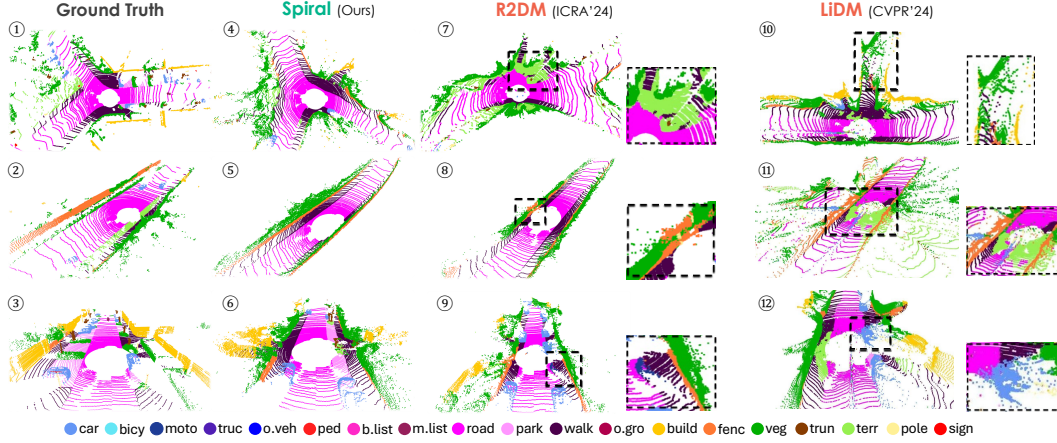 Ground Truth
Spiral (Ours)
R2DM (ICRA'24)
LiDM (CVPR'24)
① ④ ⑦ ⑩
② ⑤ ⑧ ⑪
③ ⑥ ⑨ ⑫
car bicy moto truc o.veh ped b.list m.list road park walk o.gro build fenc veg trun terr pole sign